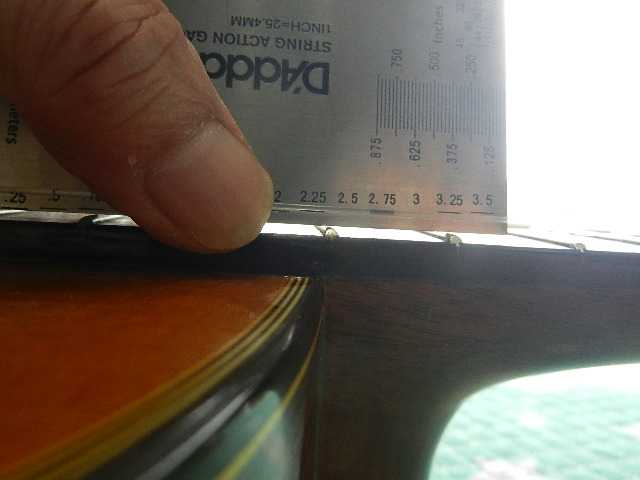 1INCH=25.4MM
STRING ACTION GA
D'Adda
.750 .500 Inches .250
.875 .625 .375 .125
.25 .5 2 2.25 2.5 2.75 3 3.25 3.5